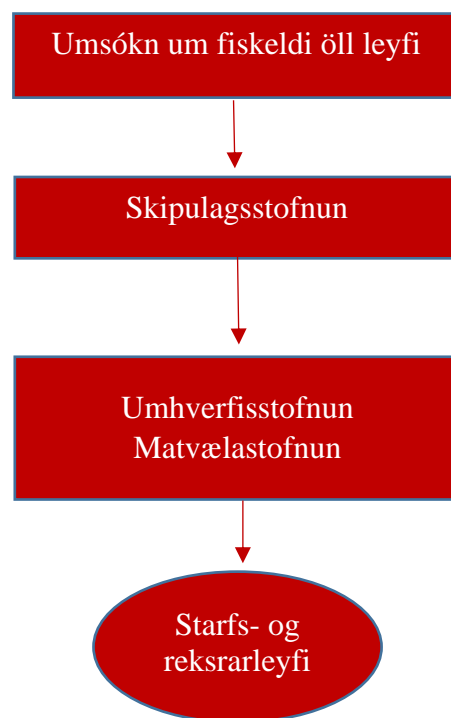 Umsókn um fiskeldi öll leyfi
Skipulagsstofnun
Umhverfisstofnun
Matvælastofnun
Starfs- og
reksrarleyfi